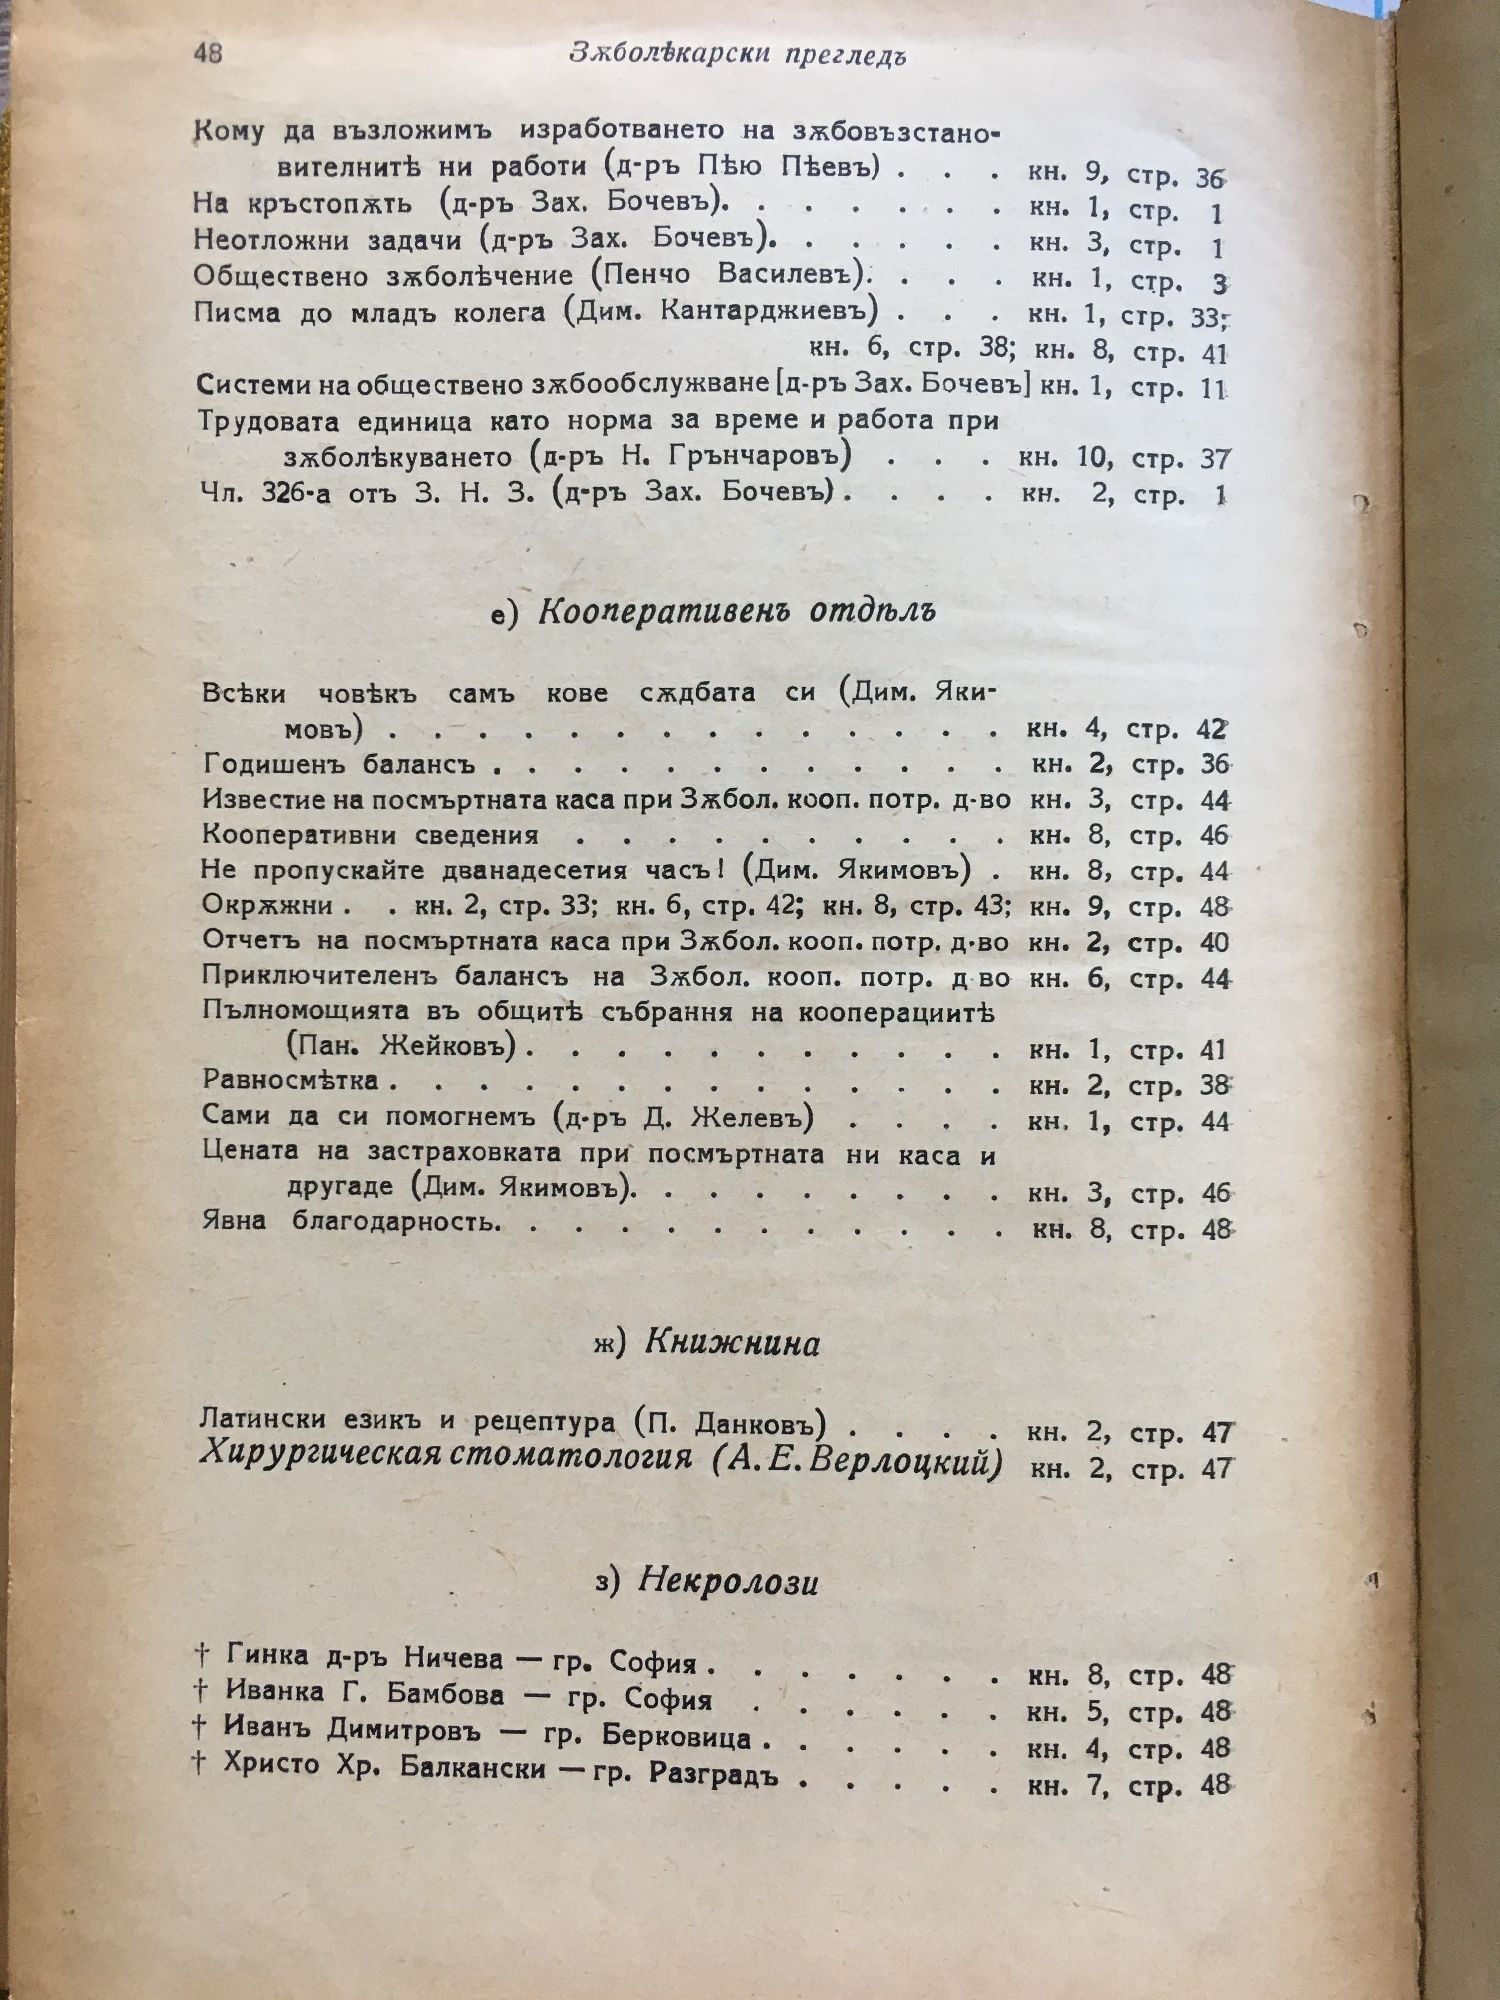 48 Зѫболѣкарски прегледъ
Кому да възложимъ изработването на зѫбовъзстано-
вителнитѣ ни работи (д-ръ Пѣю Пѣевъ) . . . кн. 9, стр. 36
На кръстопѫть (д-ръ Зах. Бочевъ). . . . . . . кн. 1, стр. 1
Неотложни задачи (д-ръ Зах. Бочевъ). . . . . . кн. 3, стр. 1
Обществено зѫболѣчение (Пенчо Василевъ). . . . кн. 1, стр. 3
Писма до младъ колега (Дим. Кантарджиевъ) . . . кн. 1, стр. 33;
кн. 6, стр. 38; кн. 8, стр. 41
Системи на обществено зѫбообслужване [д-ръ Зах. Бочевъ] кн. 1, стр. 11
Трудовата единица като норма за време и работа при
зѫболѣкуването (д-ръ Н. Грънчаровъ) . . . кн. 10, стр. 37
Чл. 326-а отъ З. Н. З. (д-ръ Зах. Бочевъ) . . . . кн. 2, стр. 1
е) Кооперативенъ отдѣлъ
Всѣки човѣкъ самъ кове сѫдбата си (Дим. Яки-
мовъ) . . . . . . . . . . . . . . кн. 4, стр. 42
Годишенъ балансъ . . . . . . . . . . . . кн. 2, стр. 36
Известие на посмъртната каса при Зѫбол. кооп. потр. д-во кн. 3, стр. 44
Кооперативни сведения . . . . . . . . . . кн. 8, стр. 46
Не пропускайте дванадесетия часъ! (Дим. Якимовъ) . кн. 8, стр. 44
Окрѫжни . . кн. 2, стр. 33; кн. 6, стр. 42; кн. 8, стр. 43; кн. 9, стр. 48
Отчетъ на посмъртната каса при Зѫбол. кооп. потр. д-во кн. 2, стр. 40
Приключителенъ балансъ на Зѫбол. кооп. потр. д во кн. 6, стр. 44
Пълномощията въ общитѣ събрання на кооперациитѣ
(Пан. Жейковъ) . . . . . . . . . . . кн. 1, стр. 41
Равносмѣтка . . . . . . . . . . . . . . кн. 2, стр. 38
Сами да си помогнемъ (д-ръ Д. Желевъ) . . . . кн. 1, стр. 44
Цената на застраховката при посмъртната ни каса и
другаде (Дим. Якимовъ). . . . . . . . . кн. 3, стр. 46
Явна благодарность. . . . . . . . . . . . кн. 8, стр. 48
ж) Книжнина
Латински езикъ и рецептура (П. Данковъ) . . . . кн. 2, стр. 47
Хирургическая стоматология (А. Е. Верлоцкий) кн. 2, стр. 47
з) Некролози
† Гинка д-ръ Ничева — гр. София . . . . . . . кн. 8, стр. 48
† Иванка Г. Бамбова — гр. София . . . . . . кн. 5, стр. 48
† Иванъ Димитровъ — гр. Берковица . . . . . . кн. 4, стр. 48
† Христо Хр. Балкански — гр. Разградъ . . . . . кн. 7, стр. 48